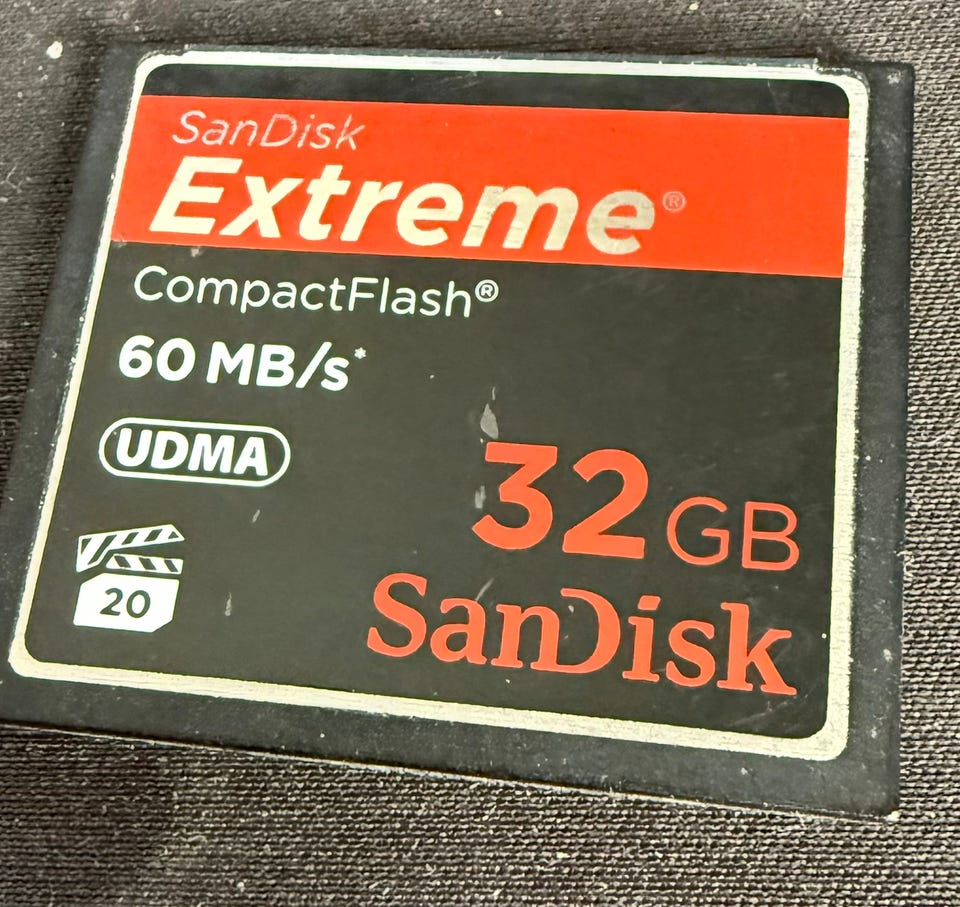 SanDisk
Extreme®
CompactFlash®
60 MB/s*
UDMA
20
32 GB
SanDisk